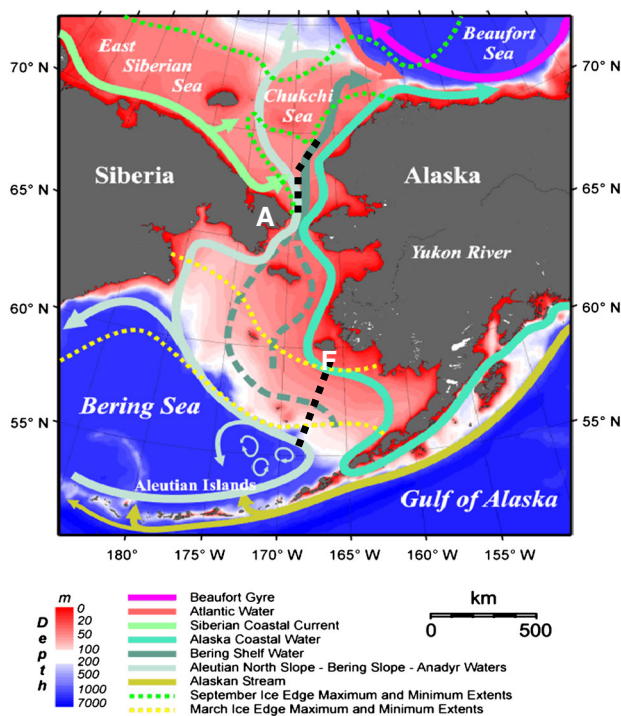 70° N
65° N
60° N
55° N
East
Siberian
Sea
Beaufort
Sea
Chukchi
Sea
70° N
65° N
60° N
55° N
Siberia
Alaska
A
Yukon River
F
Bering Sea
Aleutian Islands
Gulf of Alaska
180° 175° W 170° W 165° W 160° W 155° W
m
Depth
0
20
50
100
200
500
1000
7000
Beaufort Gyre
Atlantic Water
Siberian Coastal Current
Alaska Coastal Water
Bering Shelf Water
Aleutian North Slope - Bering Slope - Anadyr Waters
Alaskan Stream
September Ice Edge Maximum and Minimum Extents
March Ice Edge Maximum and Minimum Extents
km
0 500